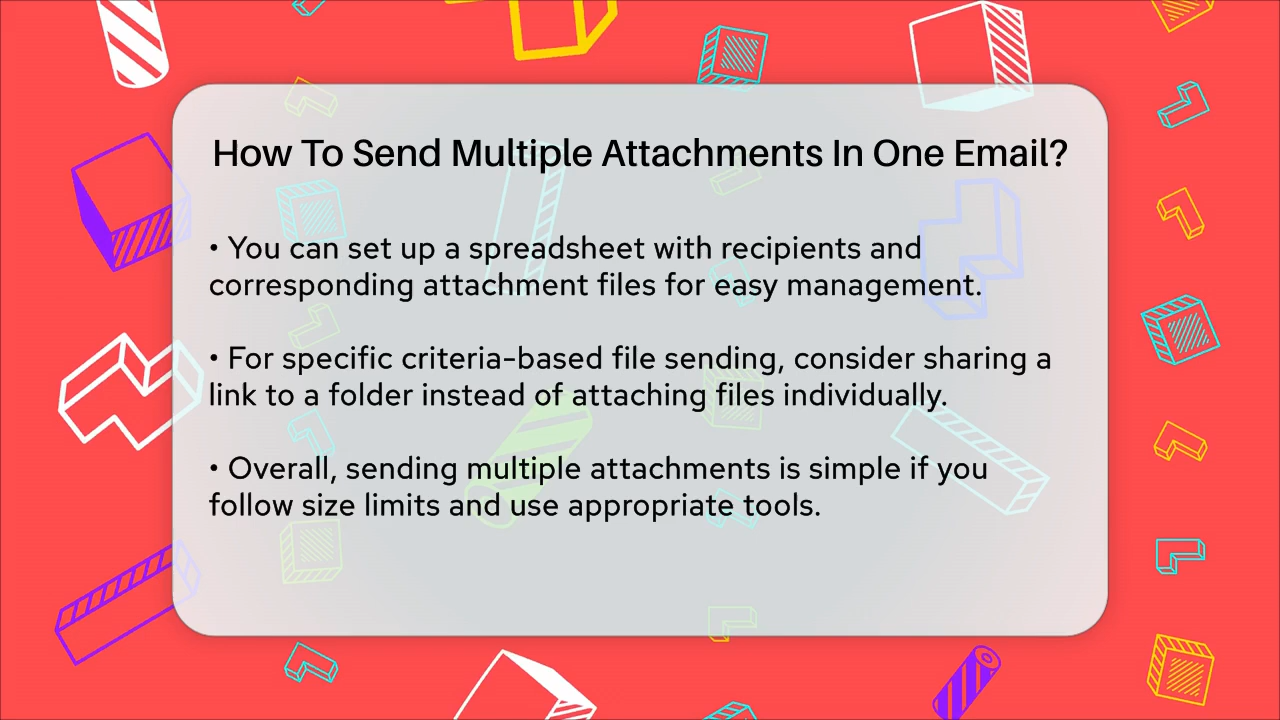 How To Send Multiple Attachments In One Email?
• You can set up a spreadsheet with recipients and
corresponding attachment files for easy management.
• For specific criteria-based file sending, consider sharing a
link to a folder instead of attaching files individually.
• Overall, sending multiple attachments is simple if you
follow size limits and use appropriate tools.